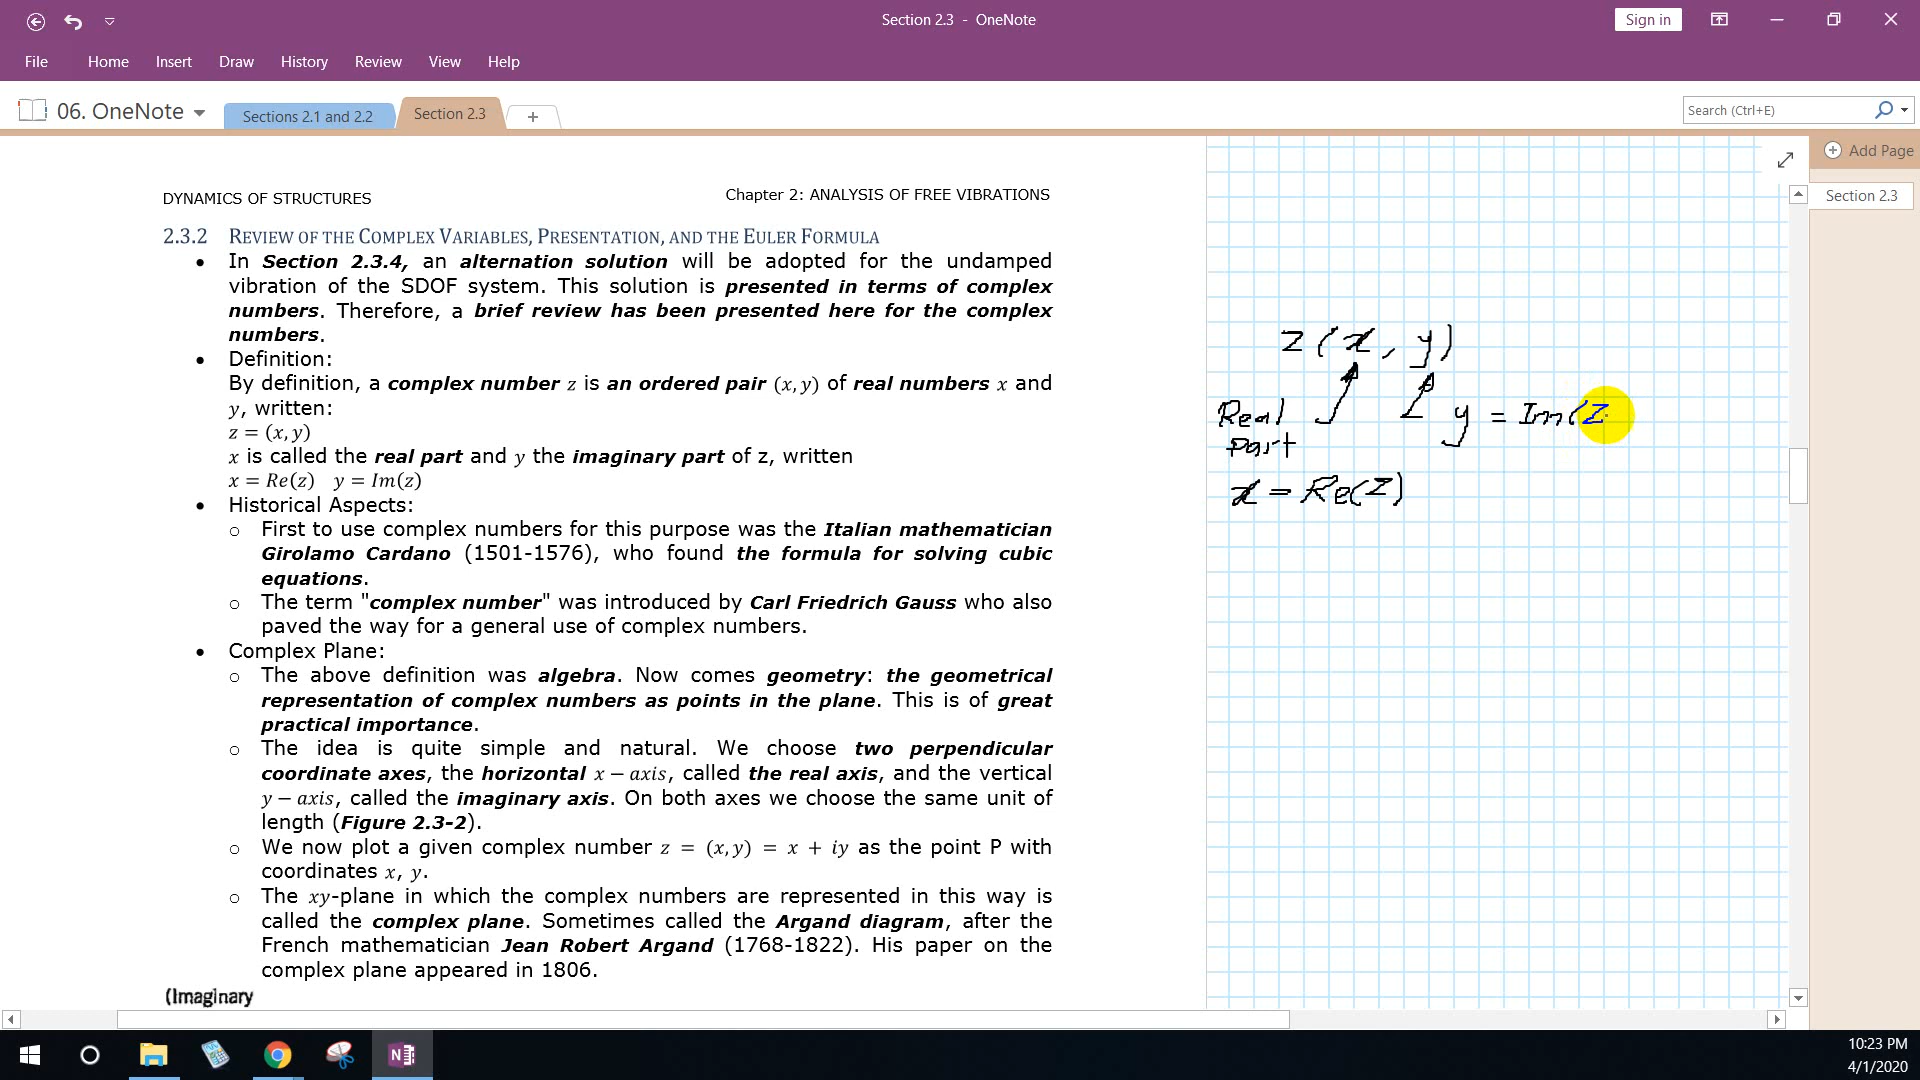 Section 2.3 - OneNote
Sign in
File Home Insert Draw History Review View Help
06. OneNote
Sections 2.1 and 2.2
Section 2.3
+
Search (Ctrl+E)
Add Page
Section 2.3
DYNAMICS OF STRUCTURES
Chapter 2: ANALYSIS OF FREE VIBRATIONS
2.3.2 REVIEW OF THE COMPLEX VARIABLES, PRESENTATION, AND THE EULER FORMULA
• In Section 2.3.4, an alternation solution will be adopted for the undamped
vibration of the SDOF system. This solution is presented in terms of complex
numbers. Therefore, a brief review has been presented here for the complex
numbers.
• Definition:
By definition, a complex number z is an ordered pair (x, y) of real numbers x and
y, written:
z = (x, y)
x is called the real part and y the imaginary part of z, written
x = Re(z) y = Im(z)
• Historical Aspects:
o First to use complex numbers for this purpose was the Italian mathematician
Girolamo Cardano (1501-1576), who found the formula for solving cubic
equations.
o The term "complex number" was introduced by Carl Friedrich Gauss who also
paved the way for a general use of complex numbers.
• Complex Plane:
o The above definition was algebra. Now comes geometry: the geometrical
representation of complex numbers as points in the plane. This is of great
practical importance.
o The idea is quite simple and natural. We choose two perpendicular
coordinate axes, the horizontal x − axis, called the real axis, and the vertical
y − axis, called the imaginary axis. On both axes we choose the same unit of
length (Figure 2.3-2).
o We now plot a given complex number z = (x, y) = x + iy as the point P with
coordinates x, y.
o The xy-plane in which the complex numbers are represented in this way is
called the complex plane. Sometimes called the Argand diagram, after the
French mathematician Jean Robert Argand (1768-1822). His paper on the
complex plane appeared in 1806.
(Imaginary
z (x, y)
Real
Part
y = Im(Z
x = Re(Z)
10:23 PM
4/1/2020